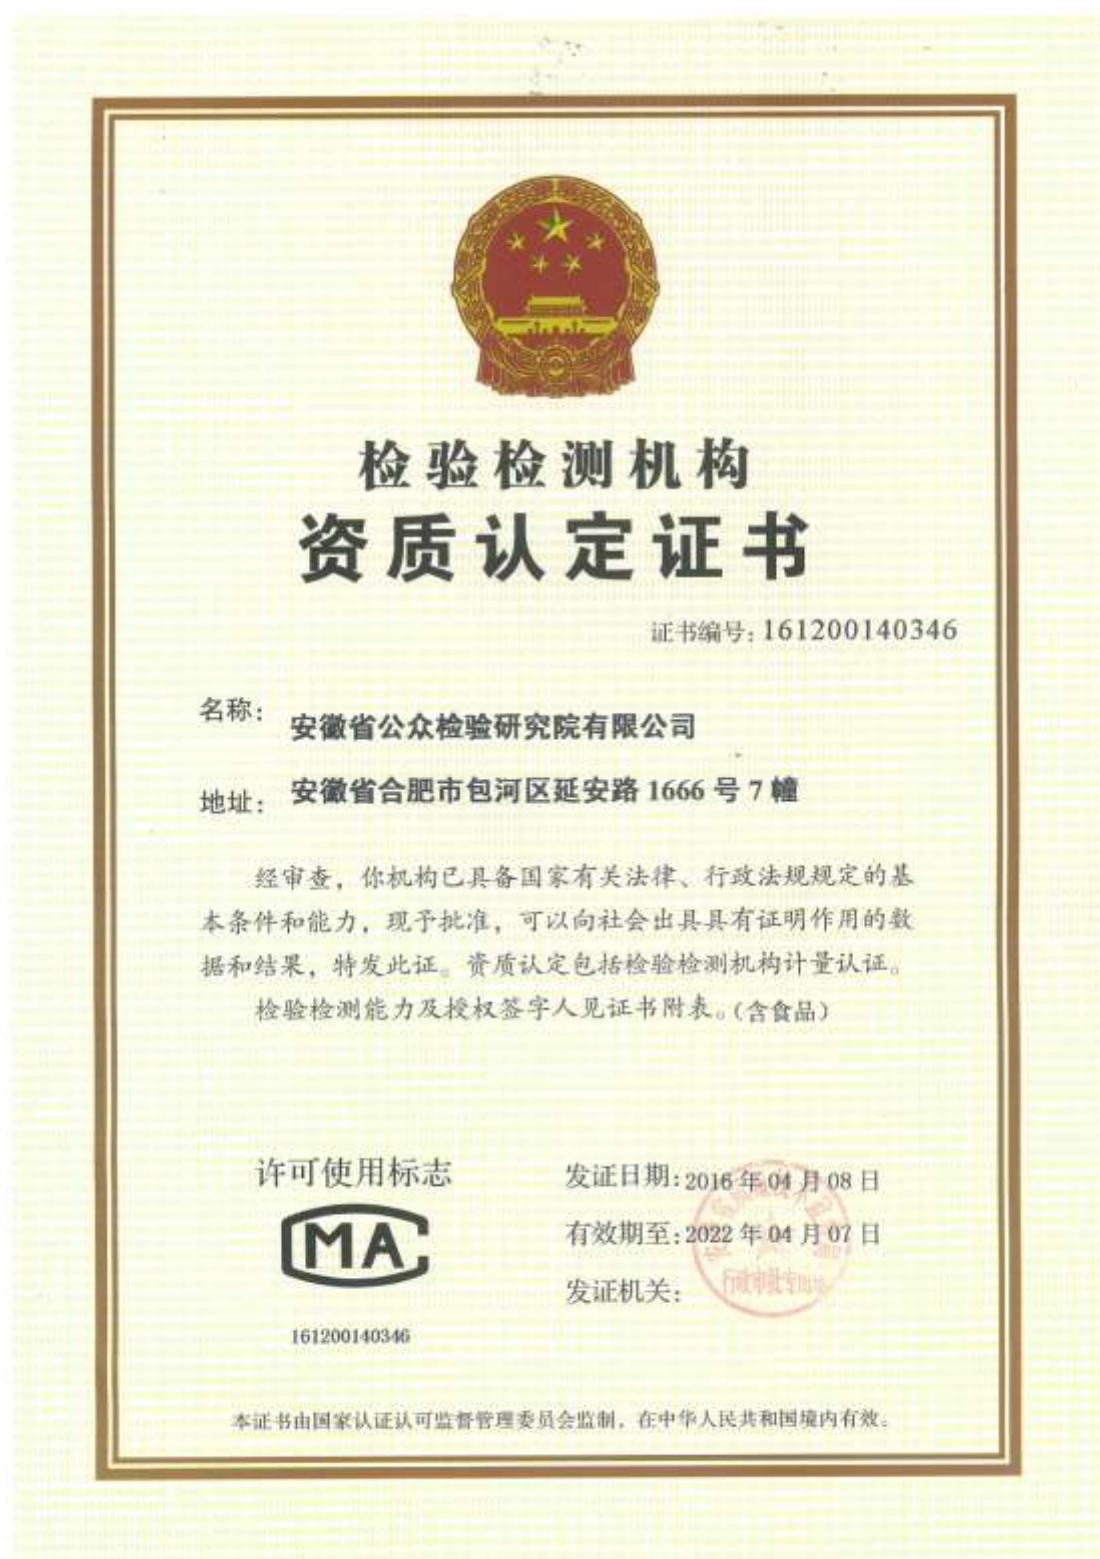 检验检测机构
资质认定证书
证书编号：161200140346
名称：安徽省公众检验研究院有限公司
地址：安徽省合肥市包河区延安路1666号7幢
经审查，你机构已具备国家有关法律、行政法规规定的基
本条件和能力，现予批准，可以向社会出具具有证明作用的数
据和结果，特发此证。资质认定包括检验检测机构计量认证。
检验检测能力及授权签字人见证书附表。（含食品）
许可使用标志
MA
161200140346
发证日期：2016年04月08日
有效期至：2022年04月07日
发证机关：
行政审批专用
本证书由国家认证认可监督管理委员会监制，在中华人民共和国境内有效。